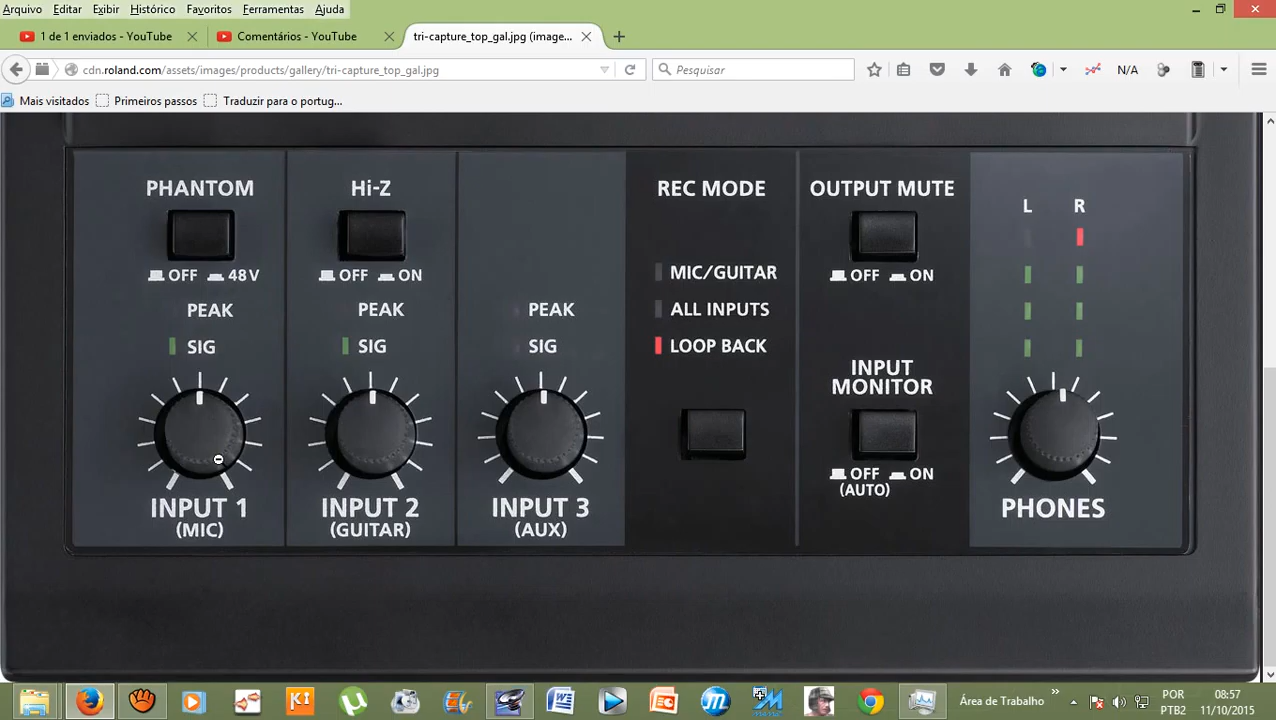 Arquivo Editar Exibir Histórico Favoritos Ferramentas Ajuda
1 de 1 enviados - YouTube
Comentários - YouTube
tri-capture_top_gal.jpg (image...
cdn.roland.com/assets/images/products/gallery/tri-capture_top_gal.jpg
Pesquisar
N/A
Mais visitados
Primeiros passos
Traduzir para o portug...
PHANTOM
Hi-Z
REC MODE
OUTPUT MUTE
L R
OFF 48V
OFF ON
MIC/GUITAR
OFF ON
PEAK
PEAK
PEAK
ALL INPUTS
SIG
SIG
SIG
LOOP BACK
INPUT
MONITOR
OFF ON
(AUTO)
INPUT 1
(MIC)
INPUT 2
(GUITAR)
INPUT 3
(AUX)
PHONES
K!
Área de Trabalho
POR
PTB2
08:57
11/10/2015